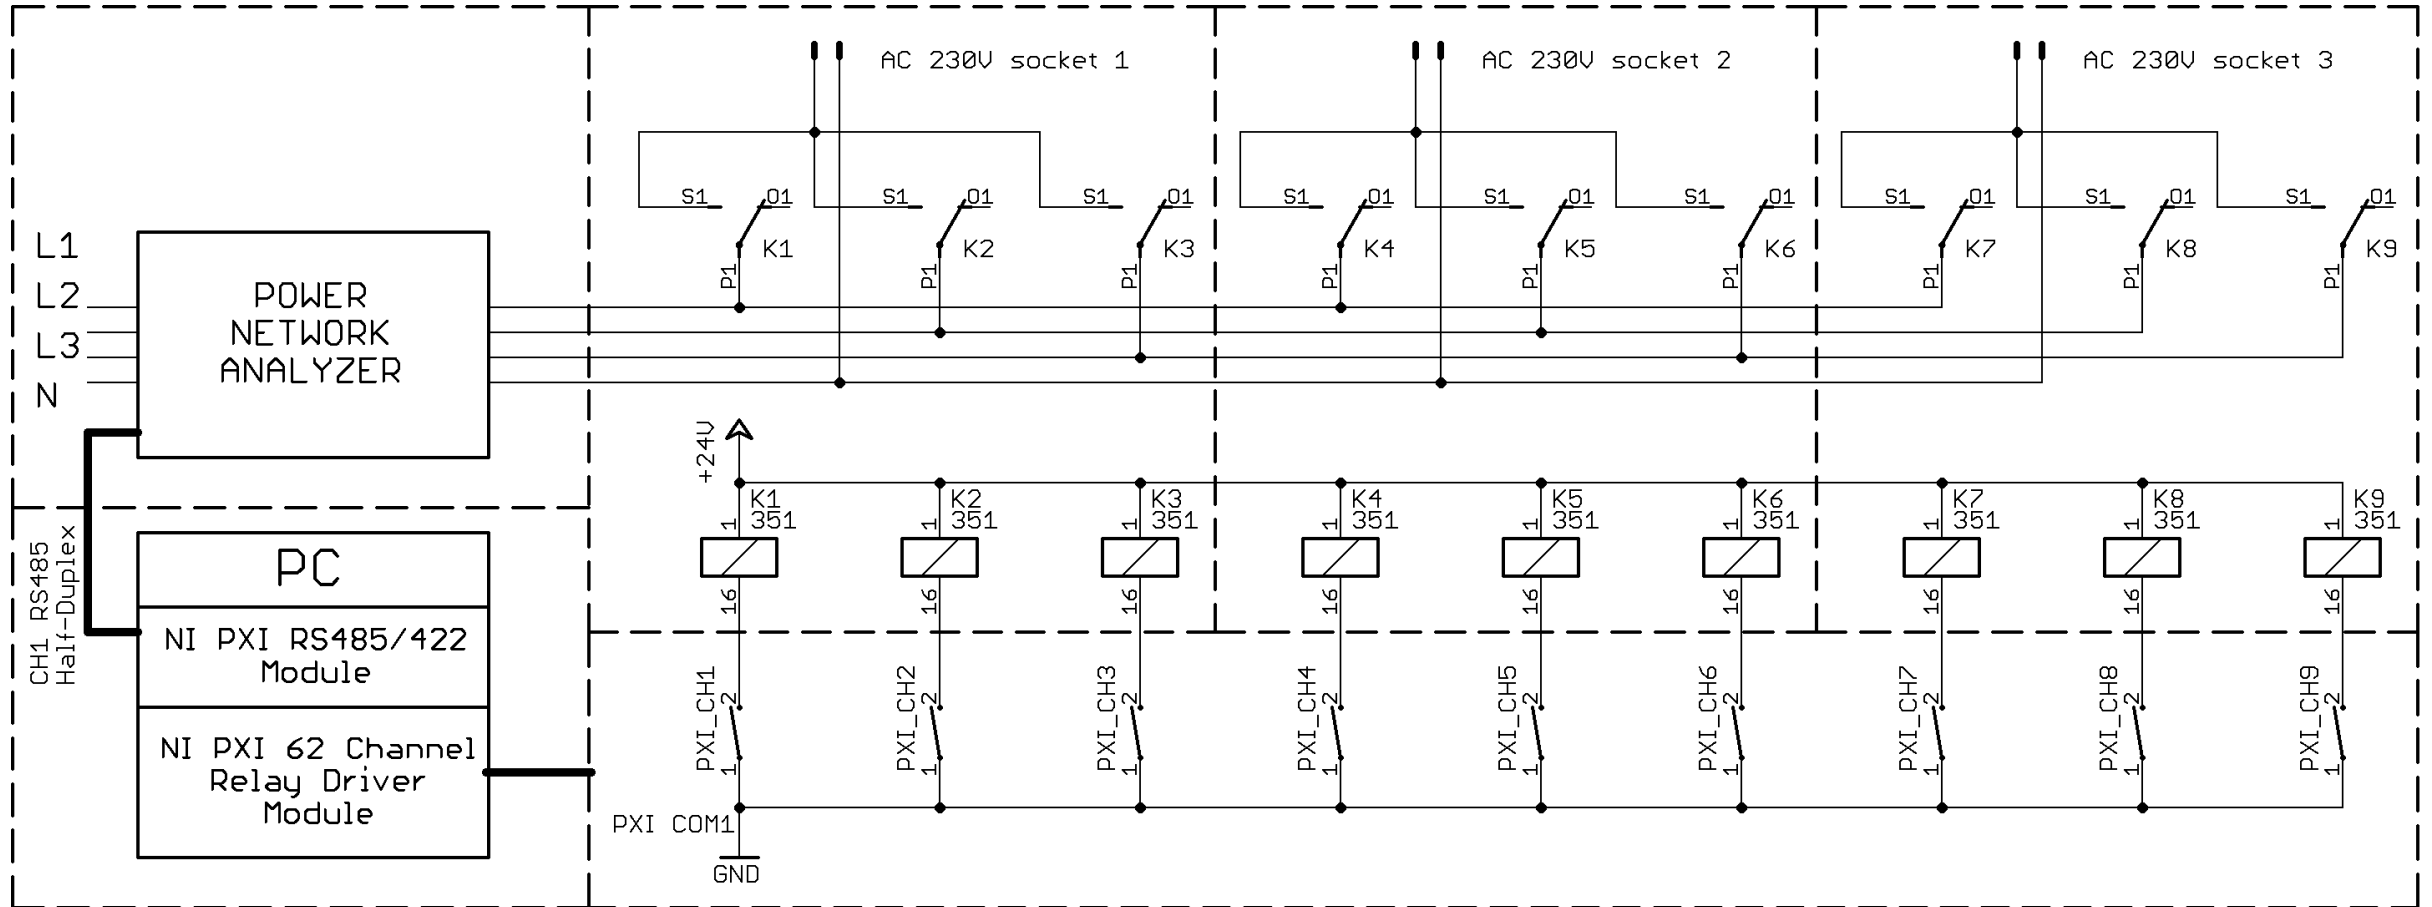 AC 230V socket 1
AC 230V socket 2
AC 230V socket 3
S1 O1 S1 O1 S1 O1 S1 O1 S1 O1 S1 O1 S1 O1 S1 O1 S1 O1
K1 K2 K3 K4 K5 K6 K7 K8 K9
P1 P1 P1 P1 P1 P1 P1 P1 P1
L1
L2
L3
N
POWER
NETWORK
ANALYZER
+24V
K1 K2 K3 K4 K5 K6 K7 K8 K9
351 351 351 351 351 351 351 351 351
1 1 1 1 1 1 1 1 1
16 16 16 16 16 16 16 16 16
CH1 RS485
Half-Duplex
PC
NI PXI RS485/422
Module
NI PXI 62 Channel
Relay Driver
Module
PXI_CH1 PXI_CH2 PXI_CH3 PXI_CH4 PXI_CH5 PXI_CH6 PXI_CH7 PXI_CH8 PXI_CH9
2 2 2 2 2 2 2 2 2
1 1 1 1 1 1 1 1 1
PXI COM1
GND